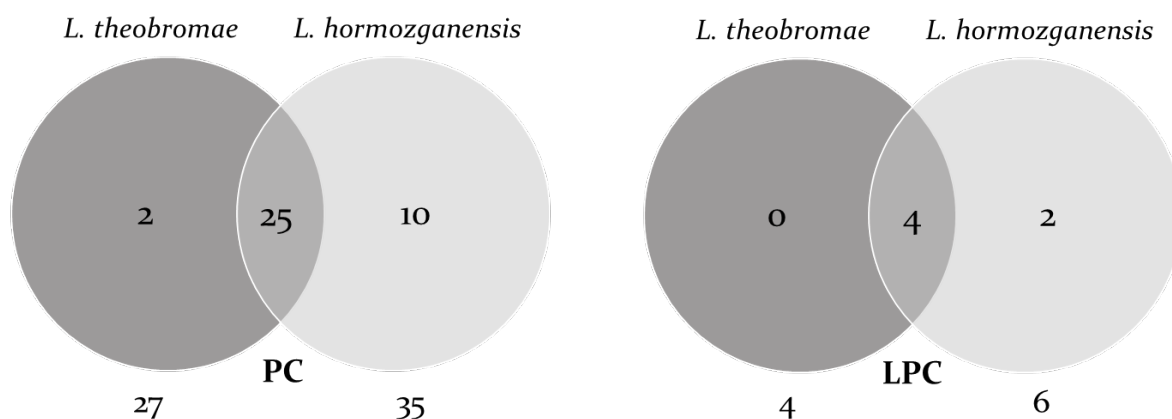 L. theobromae L. hormozganensis
2 25 10
PC
27 35
L. theobromae L. hormozganensis
0 4 2
LPC
4 6